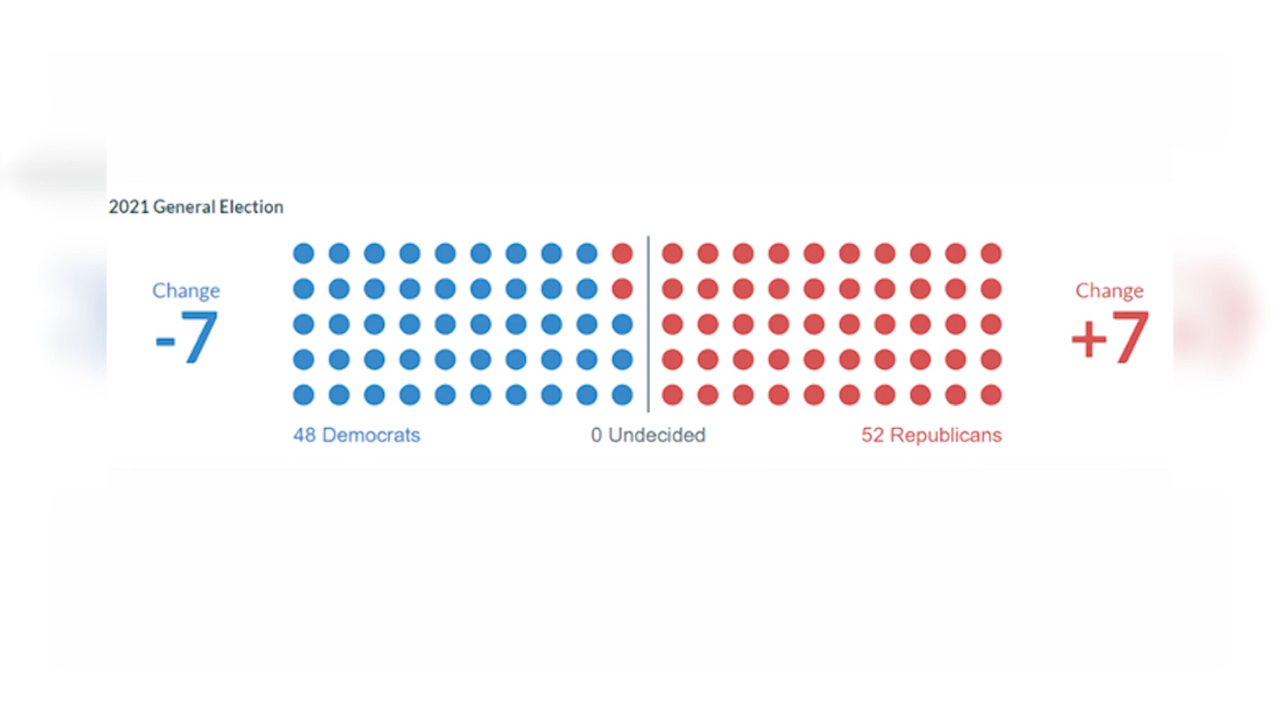 2021 General Election
Change
-7
Change
+7
48 Democrats
0 Undecided
52 Republicans